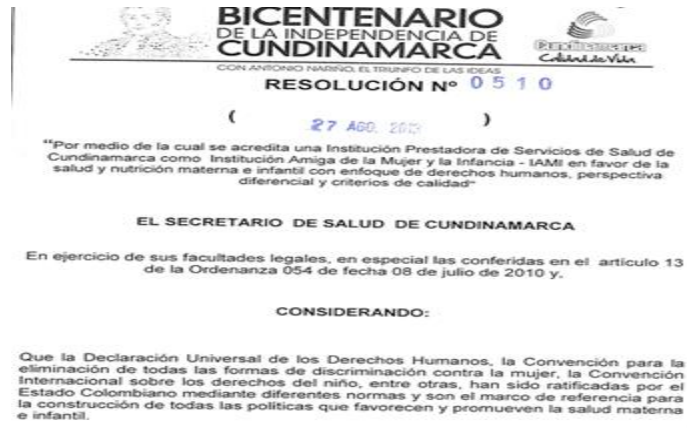 BICENTENARIO
DE LA INDEPENDENCIA DE
CUNDINAMARCA
CON ANTONIO NARIÑO, EL TRIUNFO DE LAS IDEAS
Cundinamarca
Calidad de Vida
RESOLUCIÓN Nº 0510
( 27 AGO. 2013 )
"Por medio de la cual se acredita una Institución Prestadora de Servicios de Salud de
Cundinamarca como Institución Amiga de la Mujer y la Infancia - IAMI en favor de la
salud y nutrición materna e infantil con enfoque de derechos humanos, perspectiva
diferencial y criterios de calidad"
EL SECRETARIO DE SALUD DE CUNDINAMARCA
En ejercicio de sus facultades legales, en especial las conferidas en el artículo 13
de la Ordenanza 054 de fecha 08 de julio de 2010 y,
CONSIDERANDO:
Que la Declaración Universal de los Derechos Humanos, la Convención para la
eliminación de todas las formas de discriminación contra la mujer, la Convención
Internacional sobre los derechos del niño, entre otras, han sido ratificadas por el
Estado Colombiano mediante diferentes normas y son el marco de referencia para
la construcción de todas las políticas que favorecen y promueven la salud materna
e infantil.